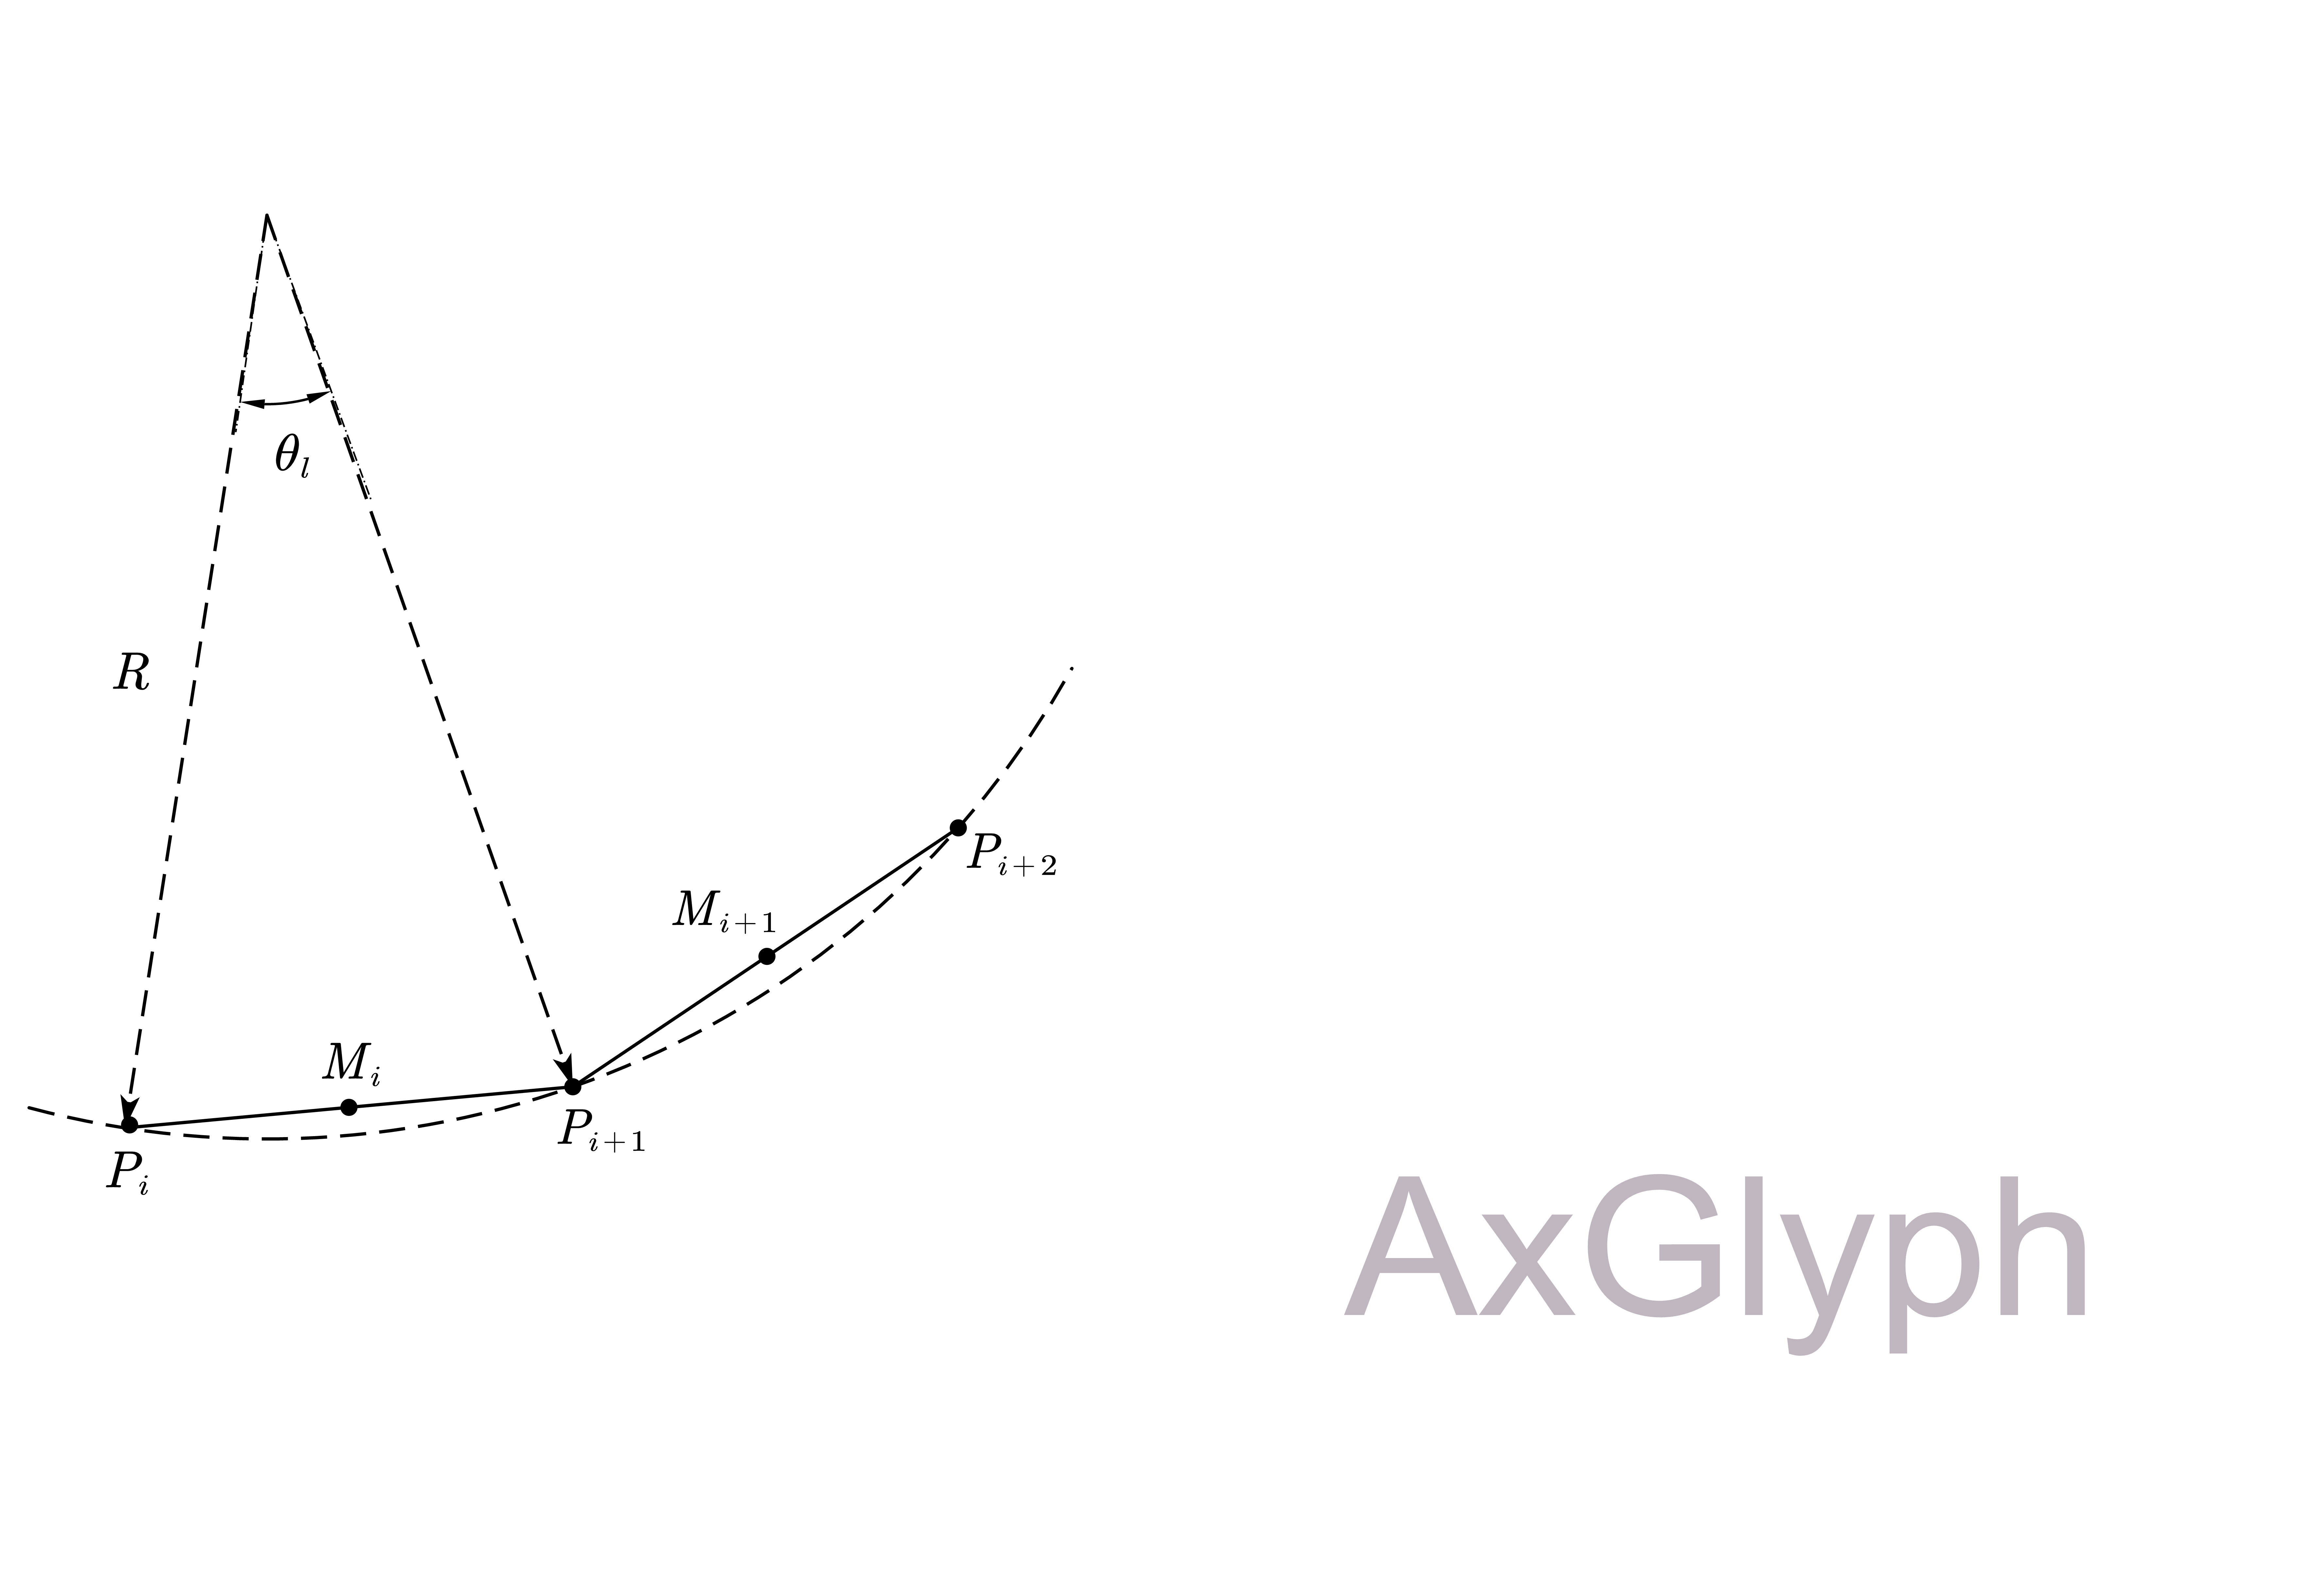 θ_l
R
M_{i+1}
P_{i+2}
M_i
P_{i+1}
P_i
AxGlyph